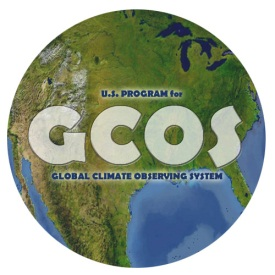 U.S. PROGRAM for
GCOS
GLOBAL CLIMATE OBSERVING SYSTEM